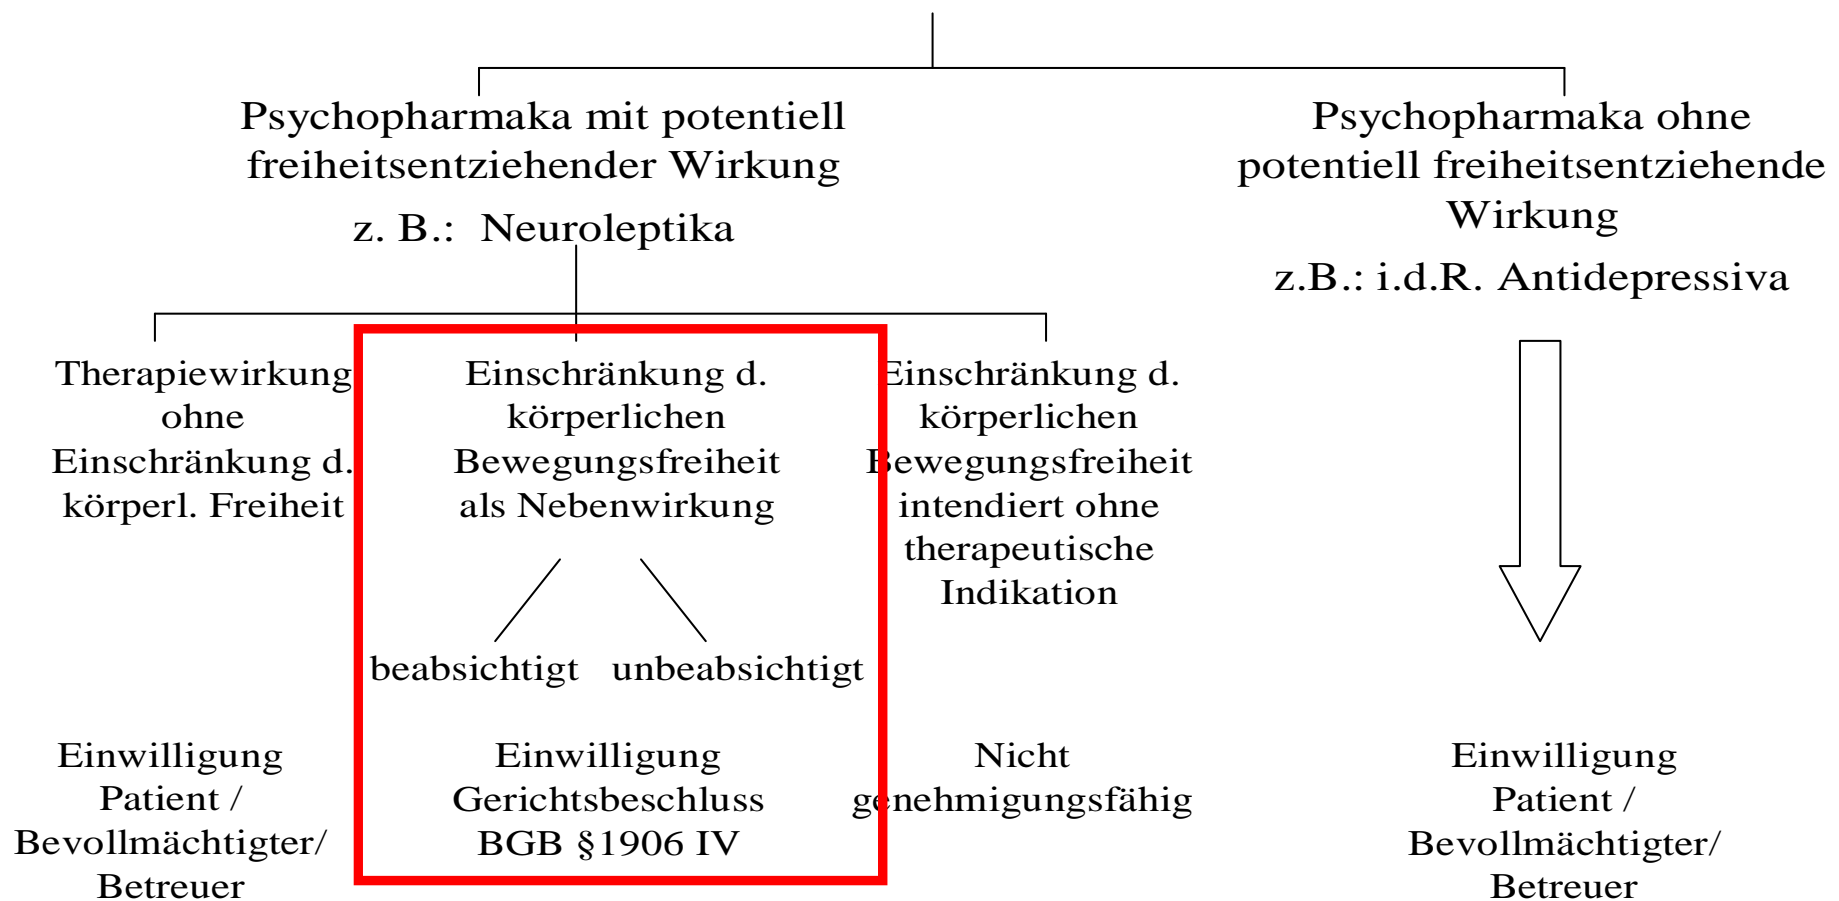 Psychopharmaka mit potentiell
freiheitsentziehender Wirkung
z. B.: Neuroleptika
Psychopharmaka ohne
potentiell freiheitsentziehende
Wirkung
z.B.: i.d.R. Antidepressiva
Therapiewirkung
ohne
Einschränkung d.
körperl. Freiheit
Einschränkung d.
körperlichen
Bewegungsfreiheit
als Nebenwirkung
beabsichtigt
unbeabsichtigt
Einschränkung d.
körperlichen
Bewegungsfreiheit
intendiert ohne
therapeutische
Indikation
Einwilligung
Patient /
Bevollmächtigter/
Betreuer
Einwilligung
Gerichtsbeschluss
BGB §1906 IV
Nicht
genehmigungsfähig
Einwilligung
Patient /
Bevollmächtigter/
Betreuer